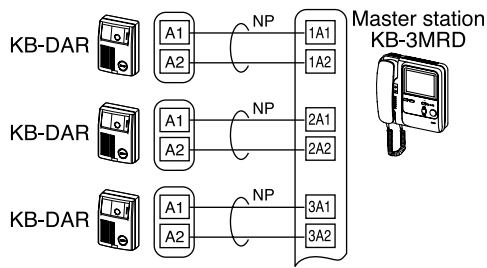 KB-DAR A1 NP 1A1 Master station
KB-3MRD
A2 1A2
KB-DAR A1 NP 2A1
A2 2A2
KB-DAR A1 NP 3A1
A2 3A2